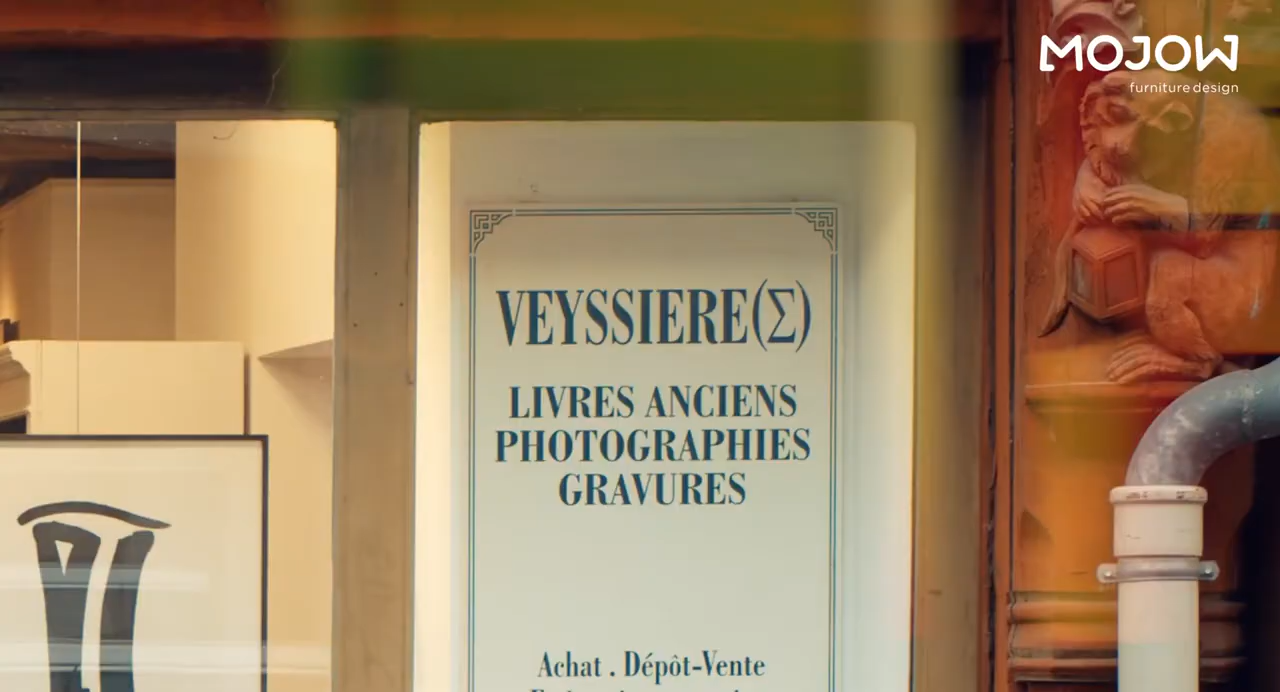 MOJOW
furniture design
VEYSSIERE(Σ)
LIVRES ANCIENS
PHOTOGRAPHIES
GRAVURES
Achat . Dépôt-Vente